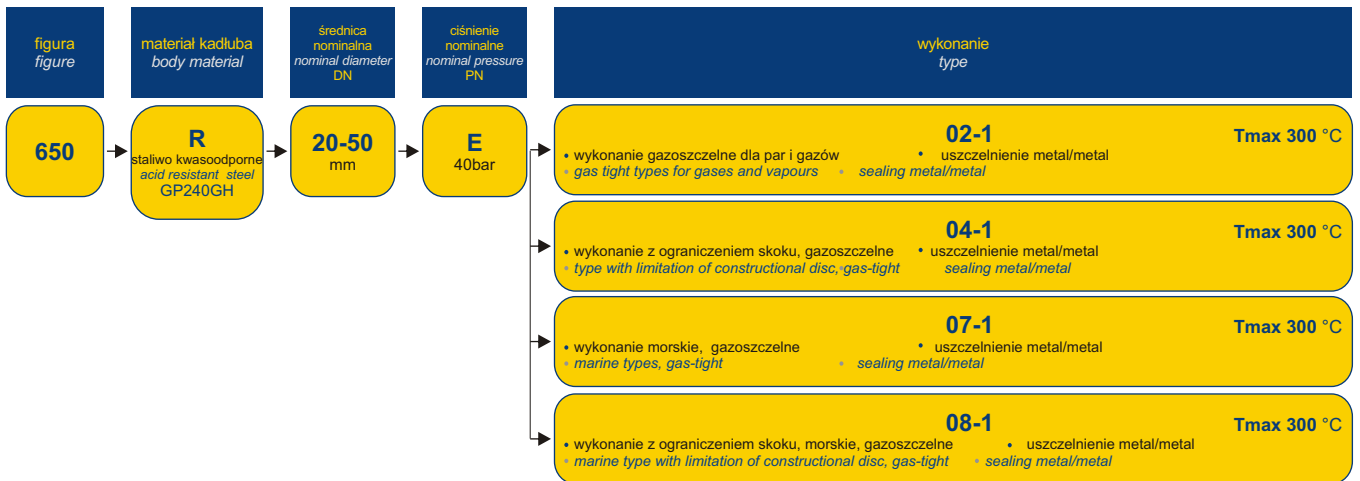 figura
figure
materiał kadłuba
body material
średnica
nominalna
nominal diameter
DN
ciśnienie
nominalne
nominal pressure
PN
wykonanie
type
650
R
staliwo kwasoodporne
acid resistant steel
GP240GH
20-50
mm
E
40bar
02-1 Tmax 300 °C
• wykonanie gazoszczelne dla par i gazów • uszczelnienie metal/metal
• gas tight types for gases and vapours • sealing metal/metal
04-1 Tmax 300 °C
• wykonanie z ograniczeniem skoku, gazoszczelne • uszczelnienie metal/metal
• type with limitation of constructional disc,•gas-tight sealing metal/metal
07-1 Tmax 300 °C
• wykonanie morskie, gazoszczelne • uszczelnienie metal/metal
• marine types, gas-tight • sealing metal/metal
08-1 Tmax 300 °C
• wykonanie z ograniczeniem skoku, morskie, gazoszczelne • uszczelnienie metal/metal
• marine type with limitation of constructional disc, gas-tight • sealing metal/metal